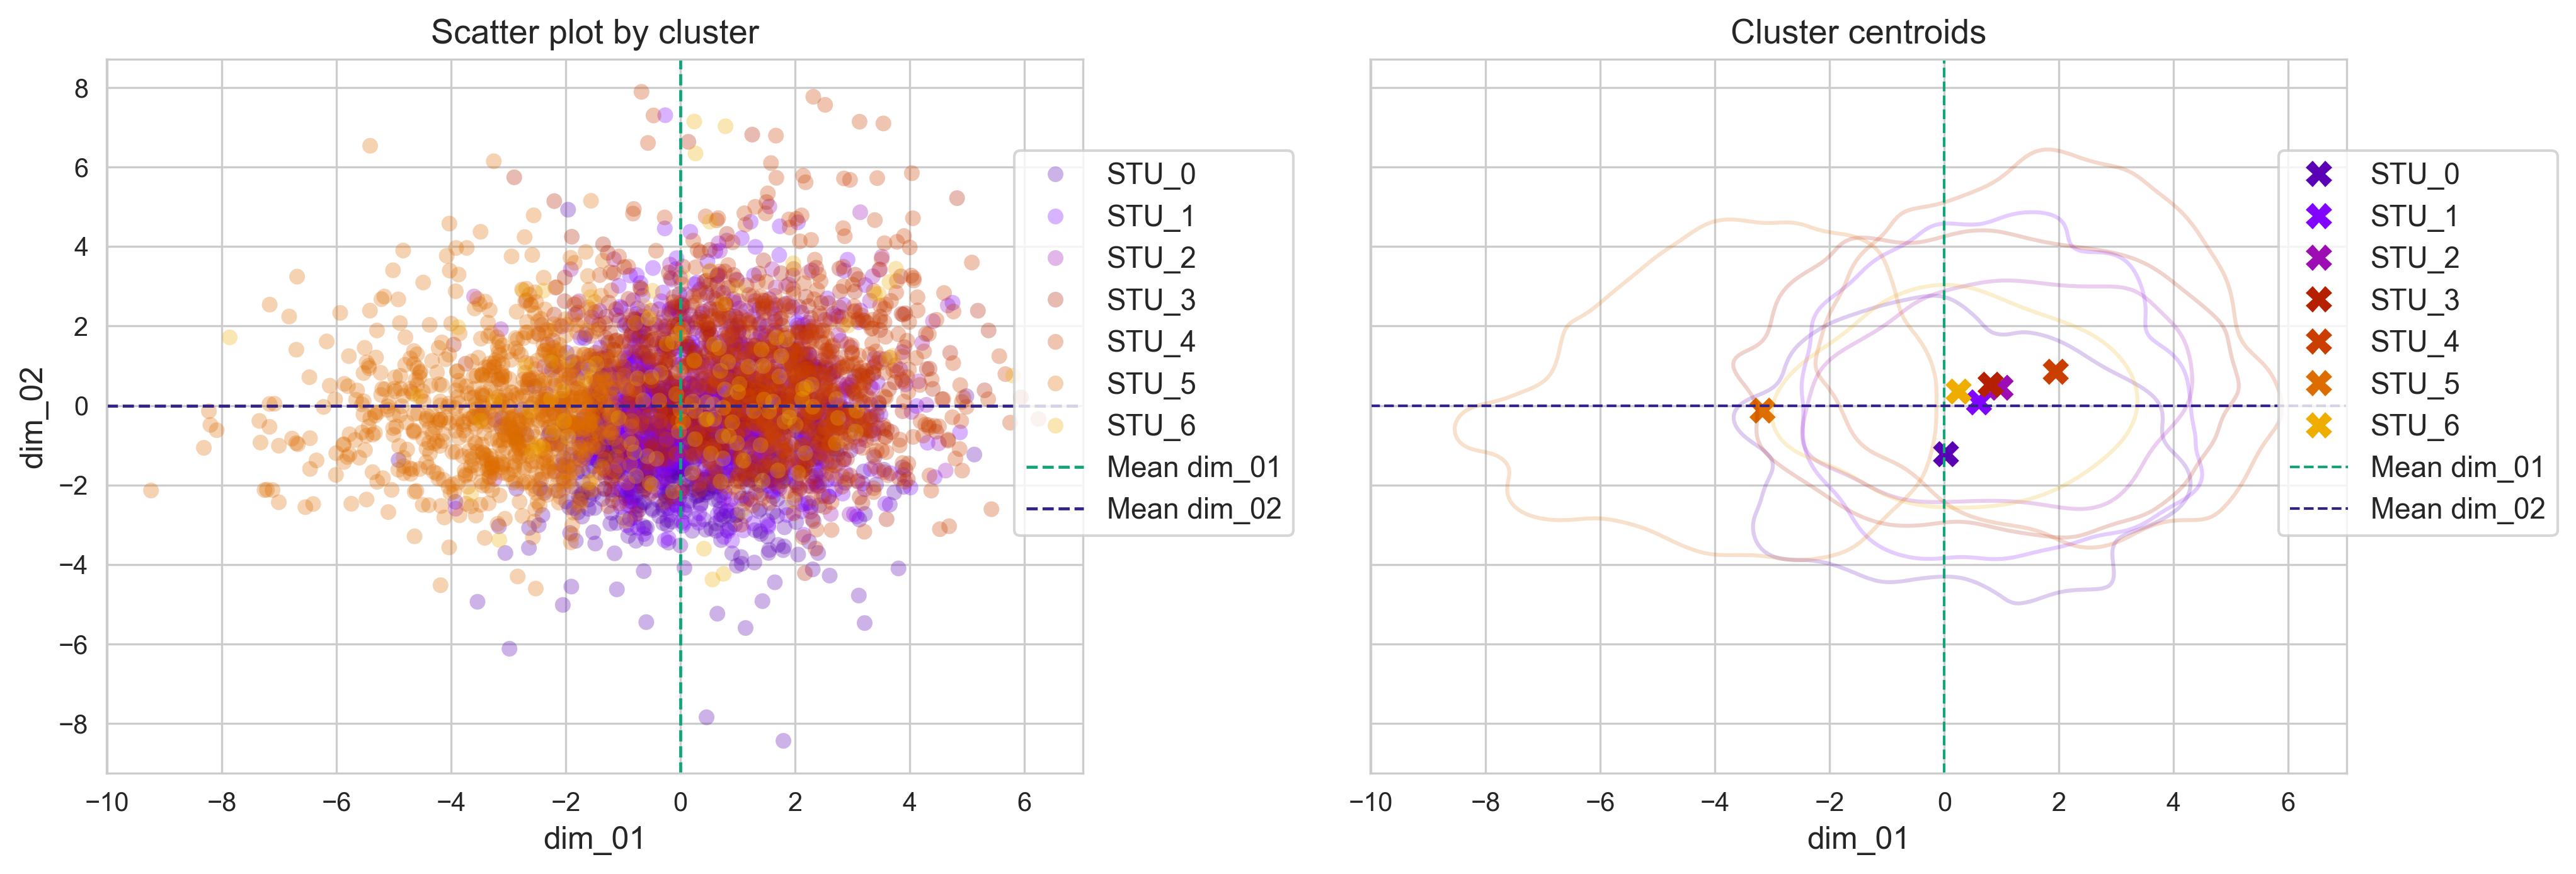 Scatter plot by cluster
8
6
4
2
0
−2
−4
−6
−8
dim_02
−10
−8
−6
−4
−2
0
2
4
6
dim_01
STU_0
STU_1
STU_2
STU_3
STU_4
STU_5
STU_6
Mean dim_01
Mean dim_02
Cluster centroids
−10
−8
−6
−4
−2
0
2
4
6
dim_01
STU_0
STU_1
STU_2
STU_3
STU_4
STU_5
STU_6
Mean dim_01
Mean dim_02